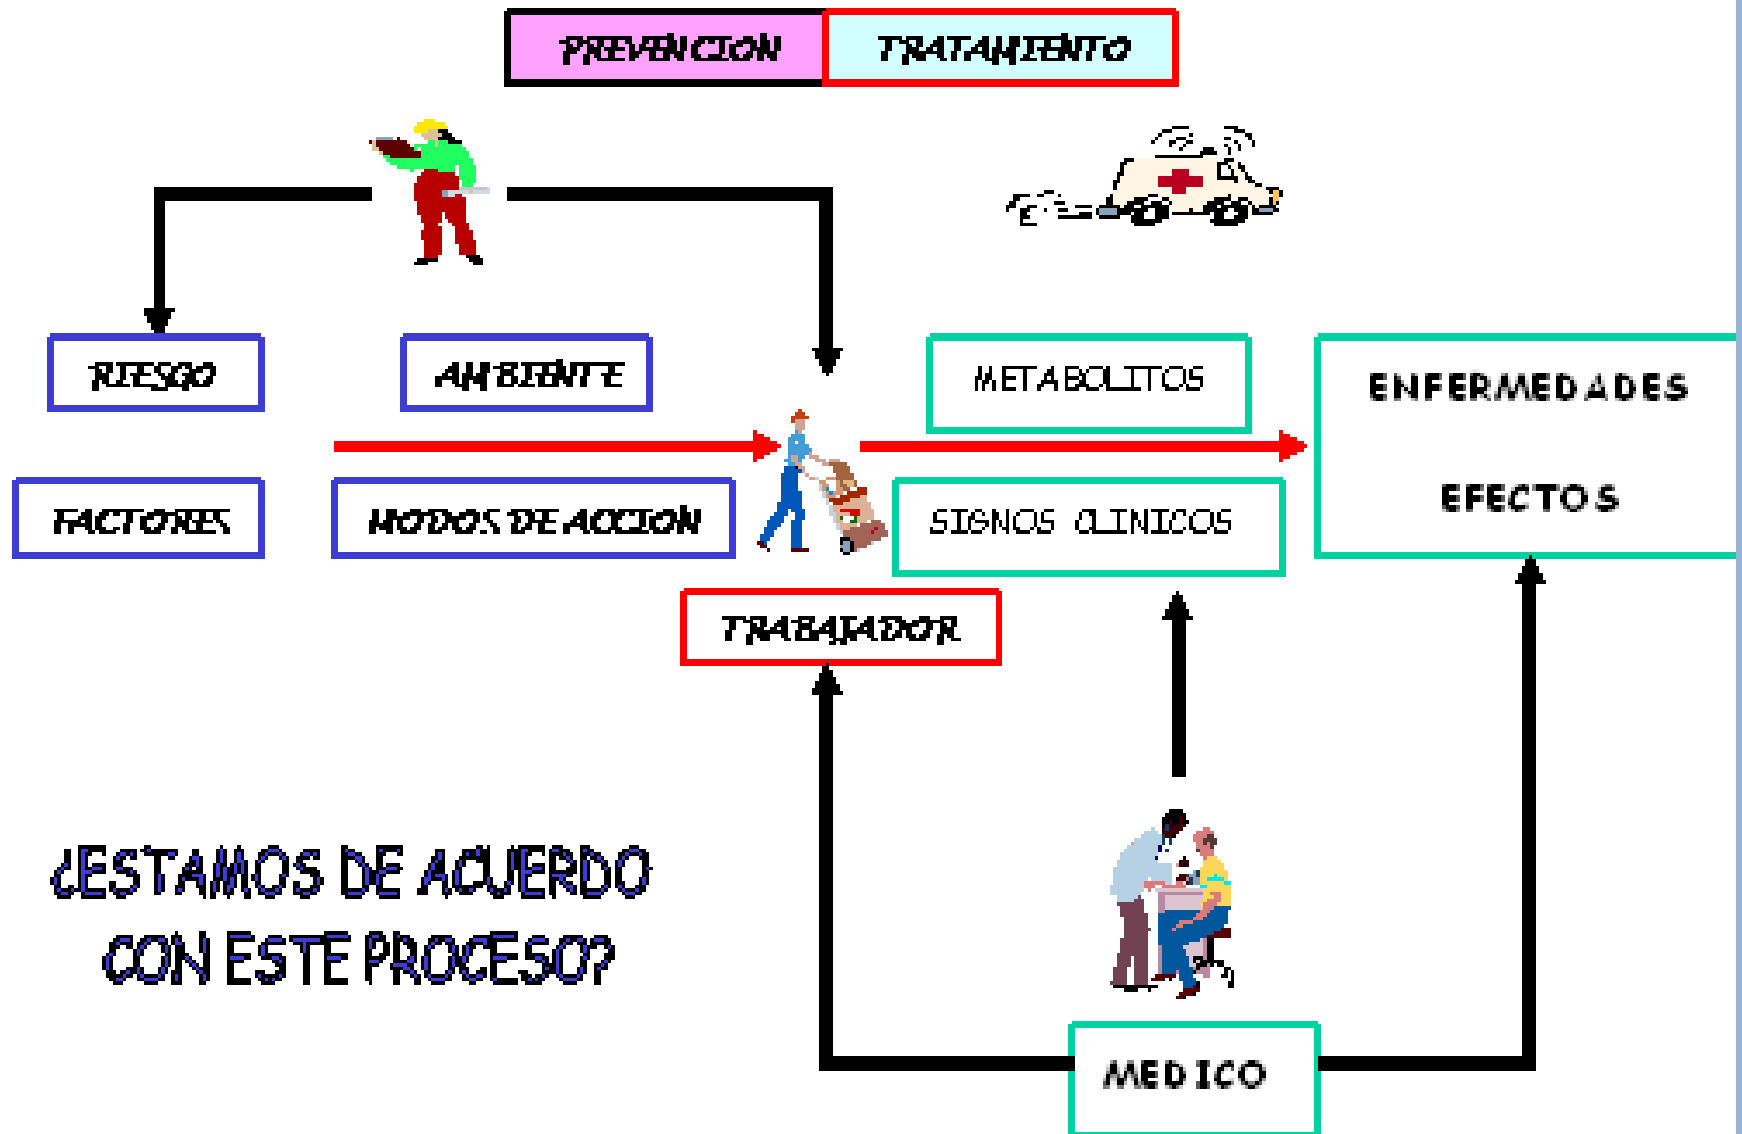 PREVENCION
TRATAMIENTO
RIESGO
AMBIENTE
METABOLITOS
ENFERMEDADES
EFECTOS
FACTORES
MODOS DE ACCION
SIGNOS CLINICOS
TRABAJADOR
¿ESTAMOS DE ACUERDO
CON ESTE PROCESO?
MEDICO